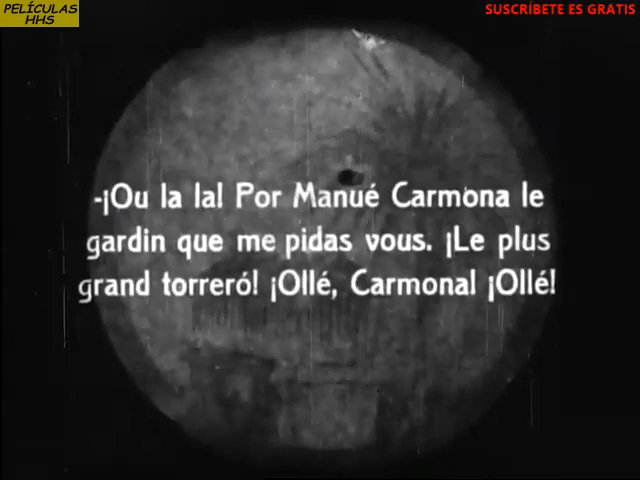 PELÍCULAS
HHS
SUSCRÍBETE ES GRATIS
-¡Ou la la! Por Manué Carmona le
gardin que me pidas vous. ¡Le plus
grand torreró! ¡Ollé, Carmona! ¡Ollé!